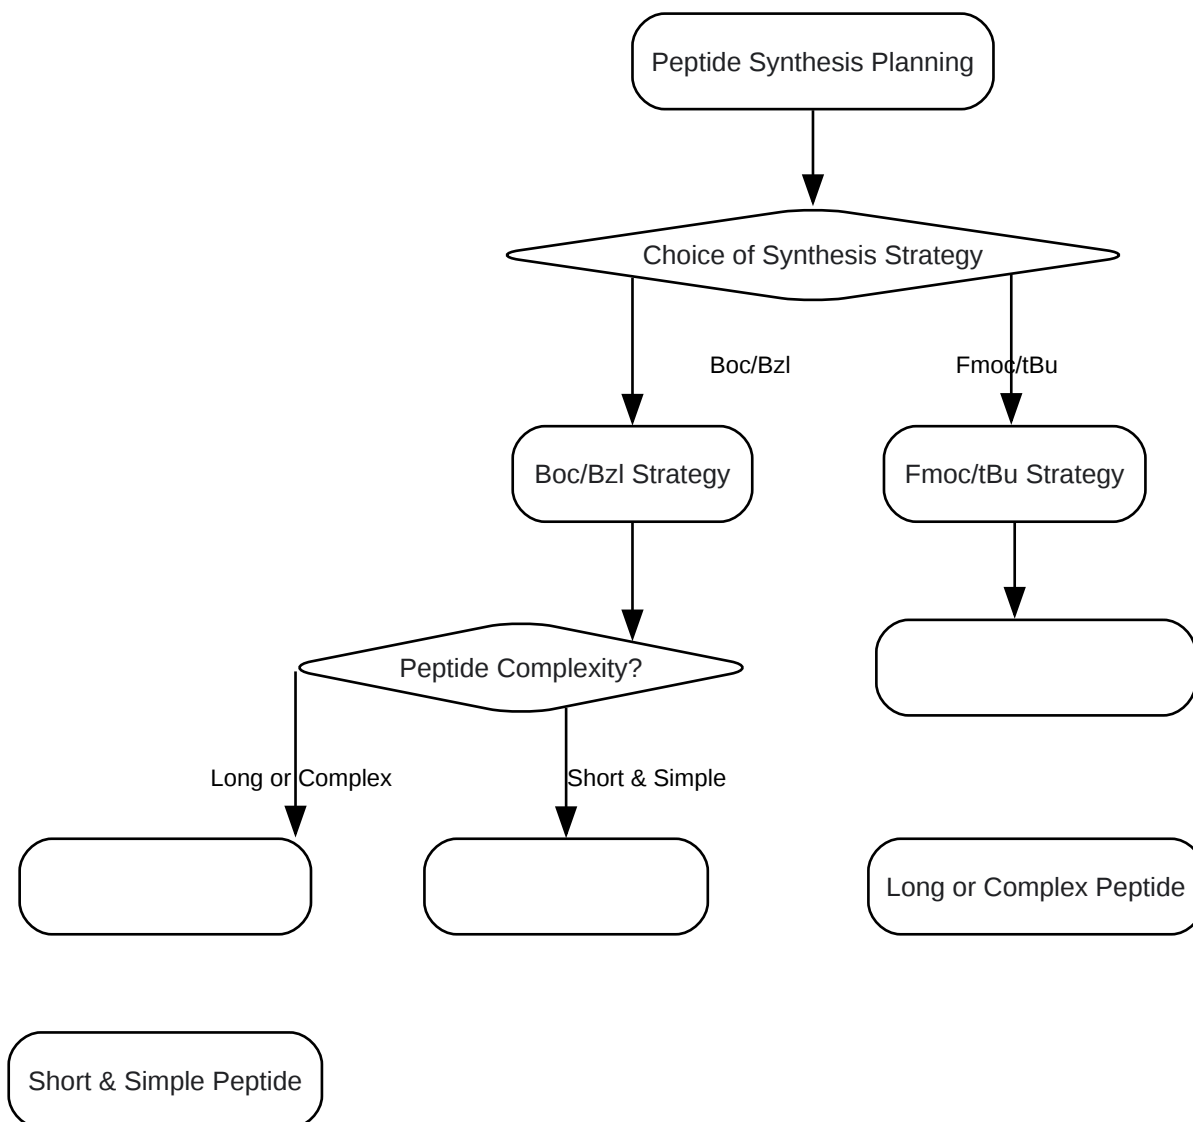 Peptide Synthesis Planning
Choice of Synthesis Strategy
Boc/Bzl
Fmoc/tBu
Boc/Bzl Strategy
Fmoc/tBu Strategy
Peptide Complexity?
Long or Complex
Short & Simple
Long or Complex Peptide
Short & Simple Peptide